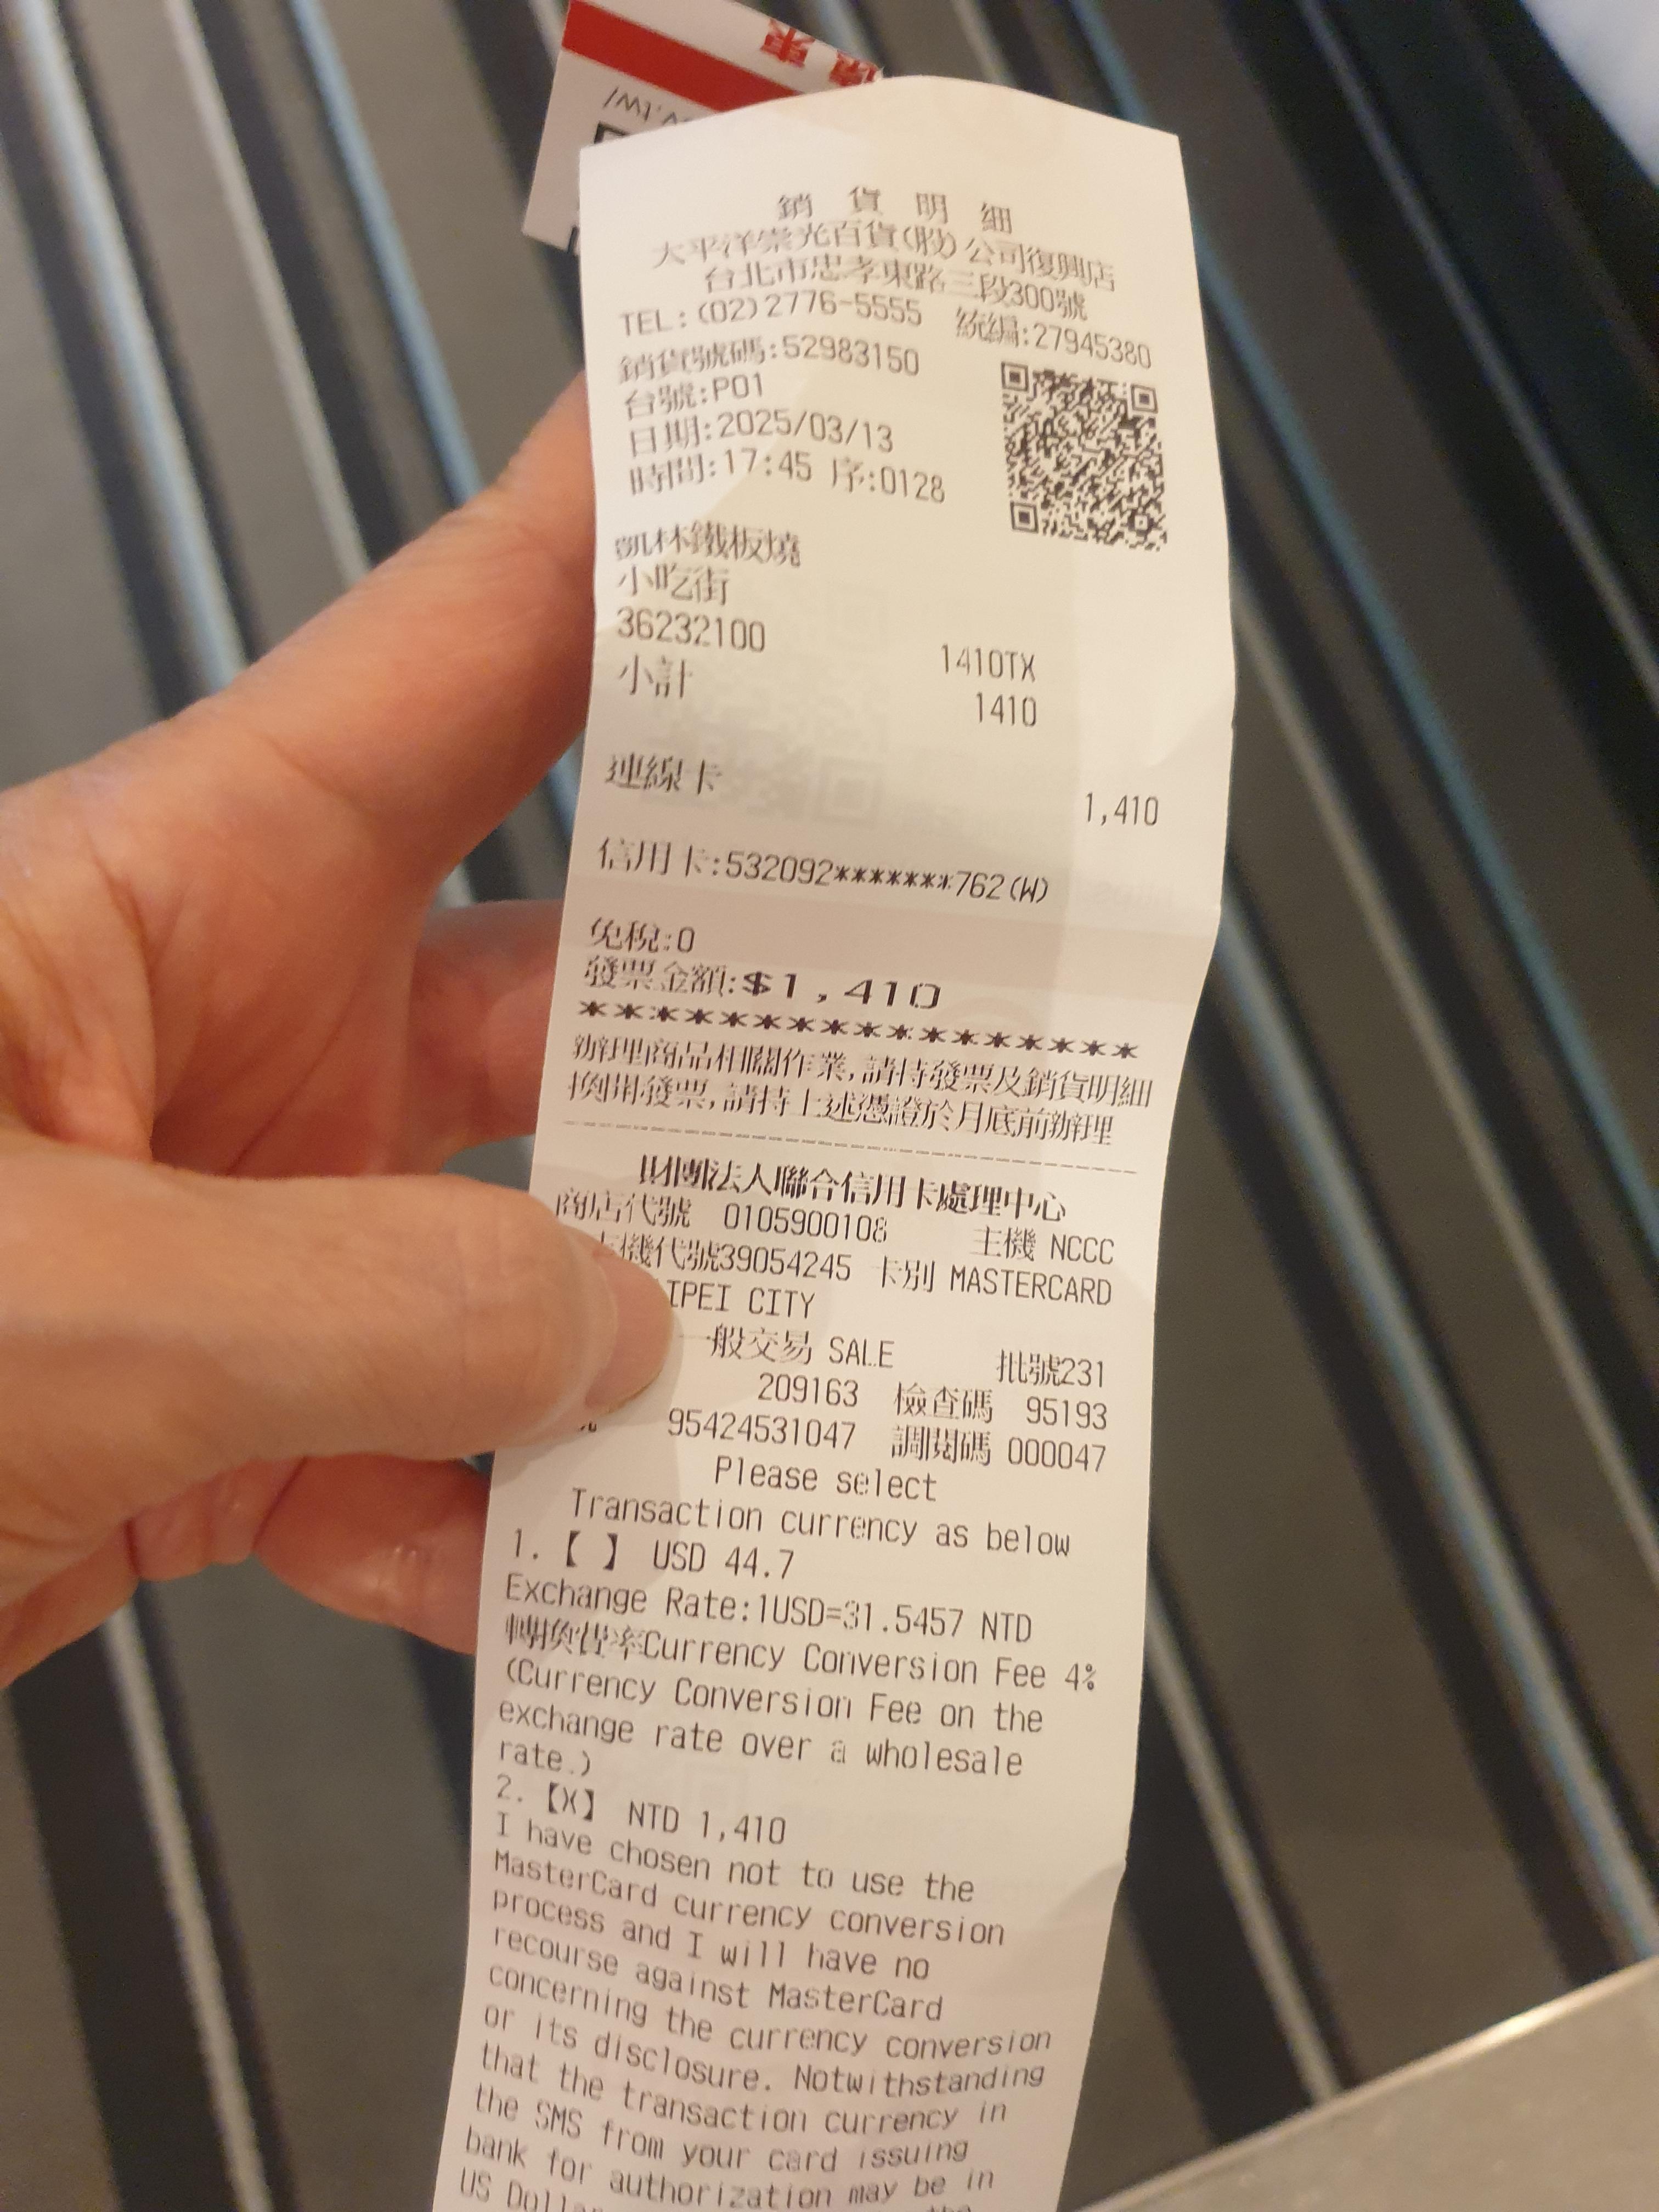 銷貨明細
太平洋崇光百貨(股)公司復興店
台北市忠孝東路三段300號
TEL:(02)2776-5555 統編:27945380
銷貨號碼:52983150
台號:P01
日期:2025/03/13
時間:17:45 序:0128
凱林鐵板燒
小吃街
36232100 1410TX
小計 1410
連線卡 1,410
信用卡:532092*******762(W)
免稅:0
發票金額:$1,410
*****************
辦理商品相關作業,請持發票及銷貨明細
換開發票,請持上述憑證於月底前辦理
財團法人聯合信用卡處理中心
商店代號 0105900108 主機 NCCC
機代號39054245 卡別 MASTERCARD
IPEI CITY
一般交易 SALE 批號231
209163 檢查碼 95193
95424531047 調閱碼 000047
Please select
Transaction currency as below
1.【 】 USD 44.7
Exchange Rate:1USD=31.5457 NTD
轉換費率Currency Conversion Fee 4%
(Currency Conversion Fee on the
exchange rate over a wholesale
rate.)
2.【X】 NTD 1,410
I have chosen not to use the
MasterCard currency conversion
process and I will have no
recourse against MasterCard
concerning the currency conversion
or its disclosure. Notwithstanding
that the transaction currency in
the SMS from your card issuing
bank for authorization may be in
US